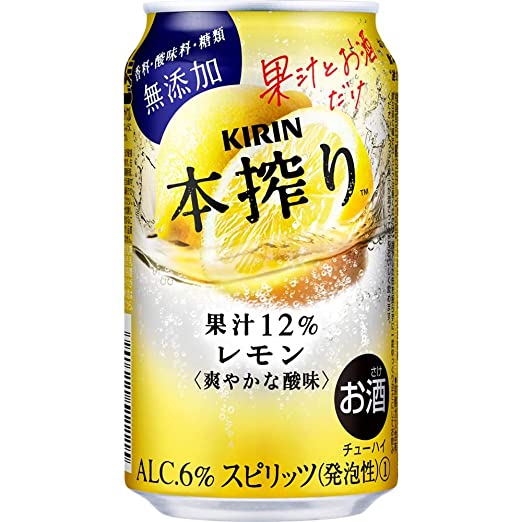 香料・酸味料・糖類
無添加
果汁とお酒
だけ
KIRIN
本搾り™
果汁12%
レモン
〈爽やかな酸味〉
さけ
お酒
チューハイ
ALC.6% スピリッツ(発泡性)①